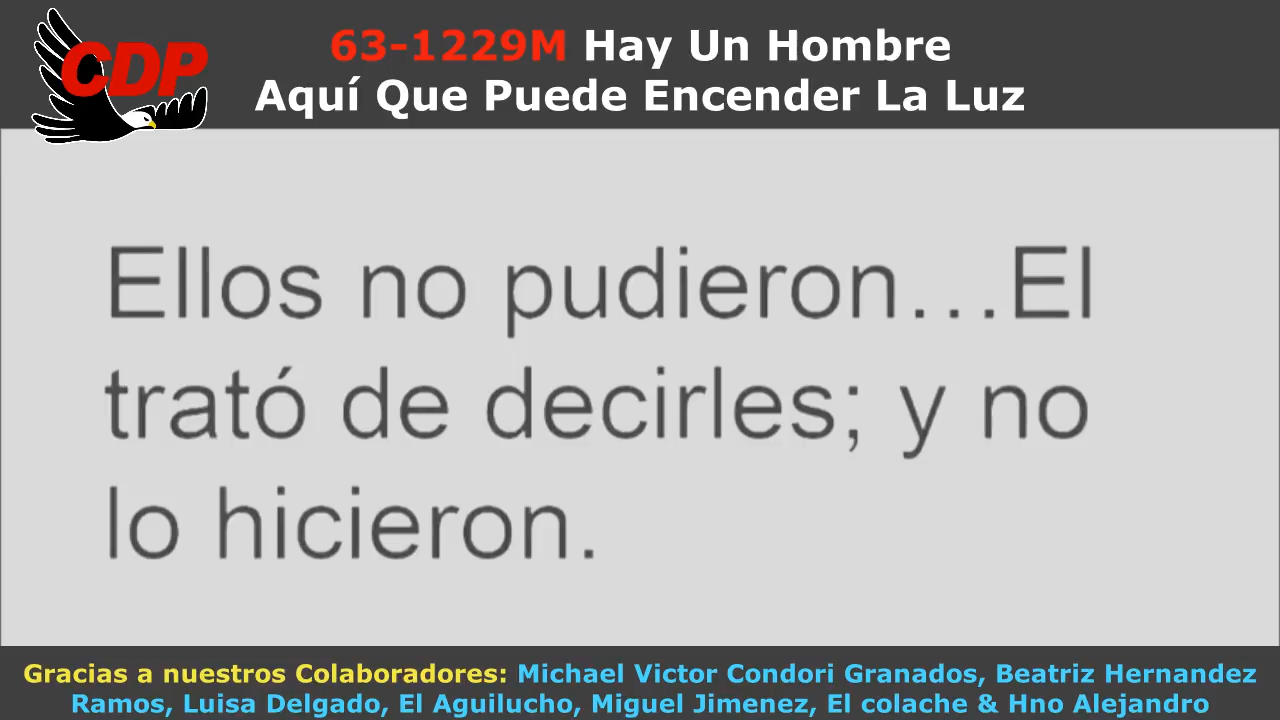 CDP
63-1229M Hay Un Hombre
Aquí Que Puede Encender La Luz
Ellos no pudieron…El
trató de decirles; y no
lo hicieron.
Gracias a nuestros Colaboradores: Michael Victor Condori Granados, Beatriz Hernandez
Ramos, Luisa Delgado, El Aguilucho, Miguel Jimenez, El colache & Hno Alejandro